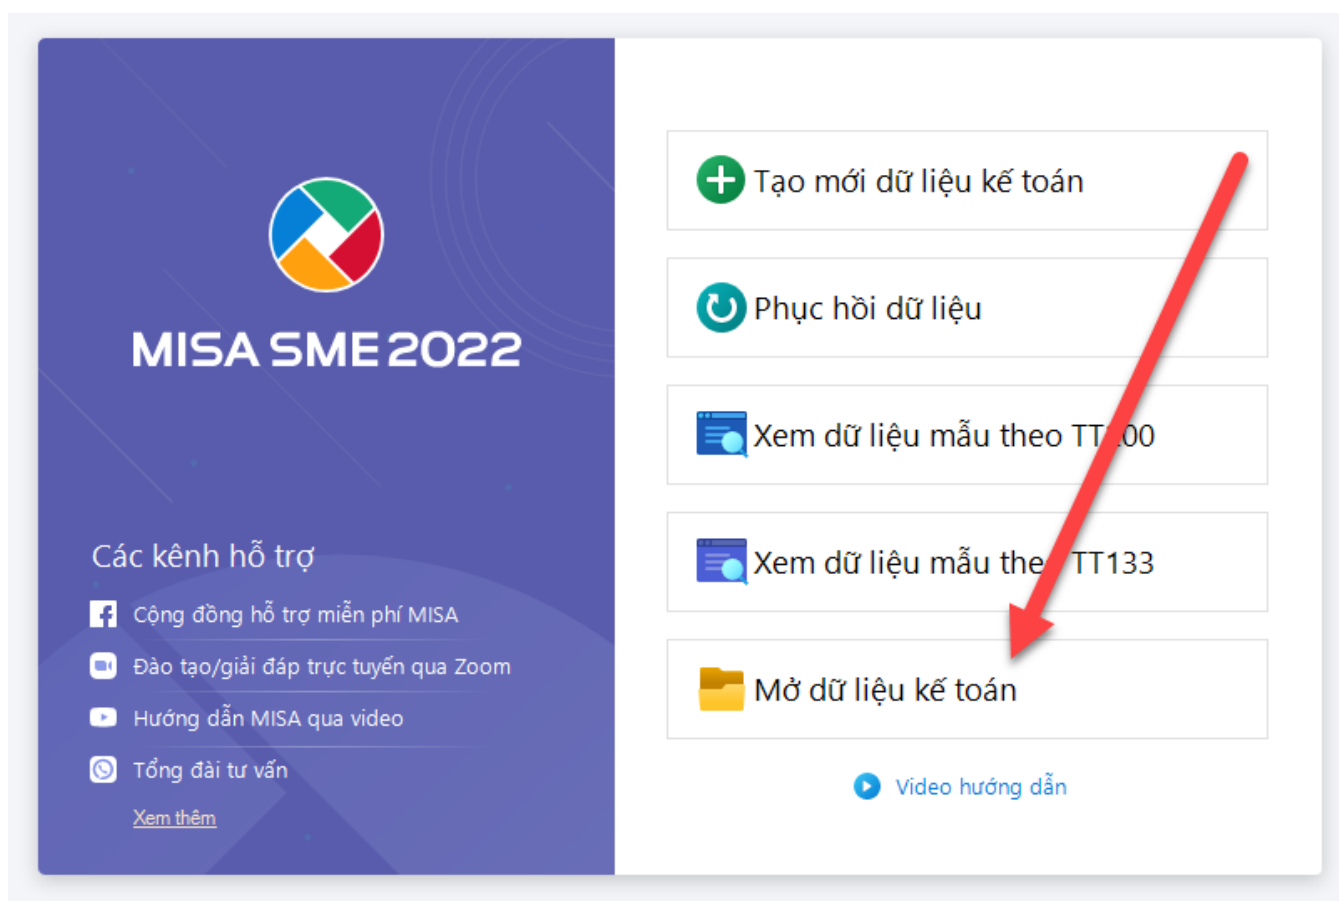 MISA SME 2022
Các kênh hỗ trợ
Cộng đồng hỗ trợ miễn phí MISA
Đào tạo/giải đáp trực tuyến qua Zoom
Hướng dẫn MISA qua video
Tổng đài tư vấn
Xem thêm
Tạo mới dữ liệu kế toán
Phục hồi dữ liệu
Xem dữ liệu mẫu theo TT200
Xem dữ liệu mẫu theo TT133
Mở dữ liệu kế toán
Video hướng dẫn